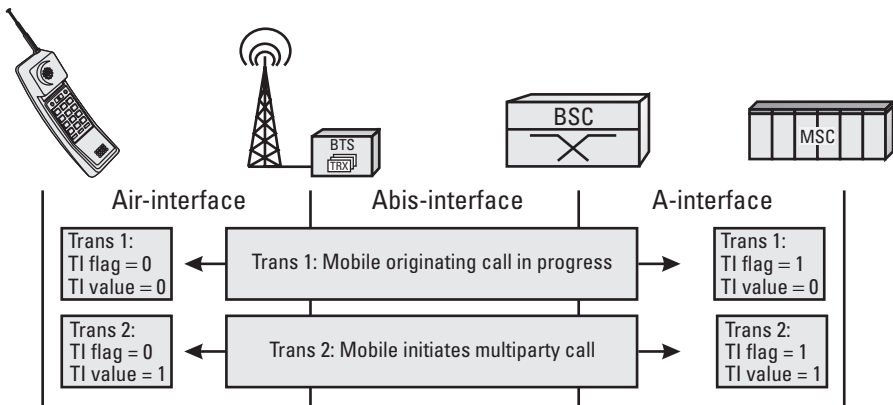 BTS
TRX
BSC
MSC
Air-interface
Abis-interface
A-interface
Trans 1:
TI flag = 0
TI value = 0
Trans 1: Mobile originating call in progress
Trans 1:
TI flag = 1
TI value = 0
Trans 2:
TI flag = 0
TI value = 1
Trans 2: Mobile initiates multiparty call
Trans 2:
TI flag = 1
TI value = 1